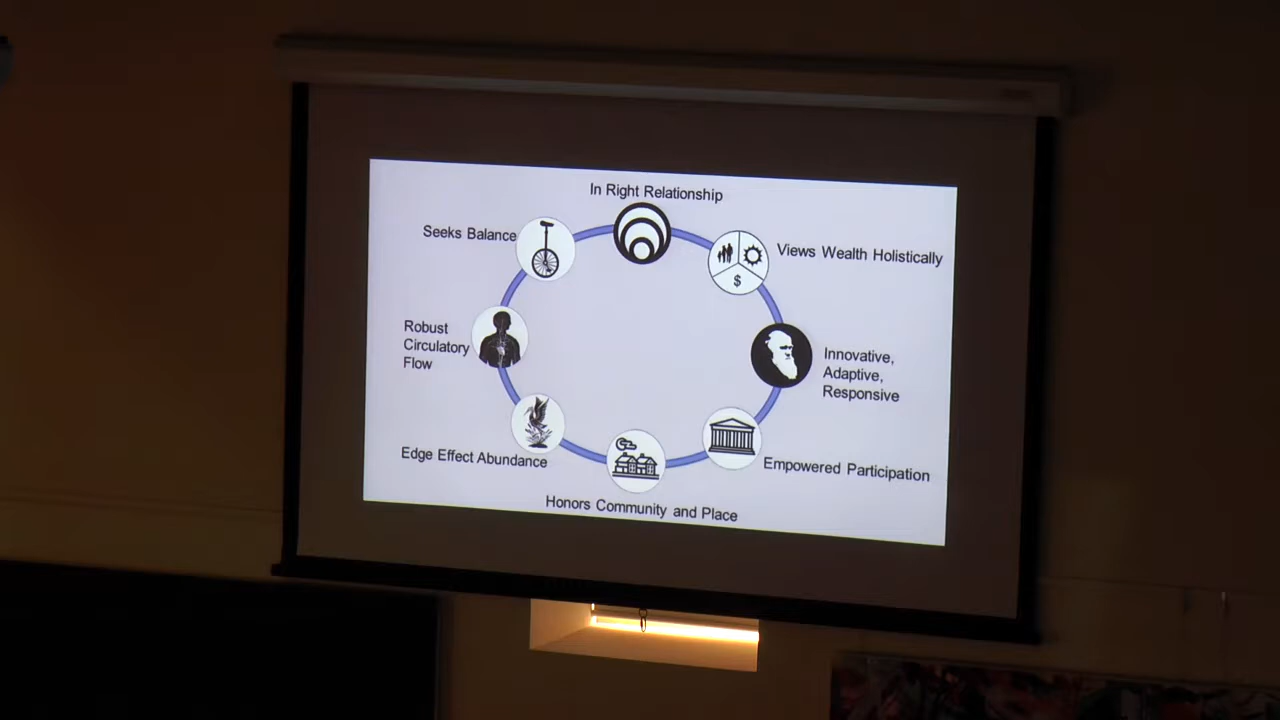 In Right Relationship
Seeks Balance
Views Wealth Holistically
$
Robust
Circulatory
Flow
Innovative,
Adaptive,
Responsive
Edge Effect Abundance
Empowered Participation
Honors Community and Place